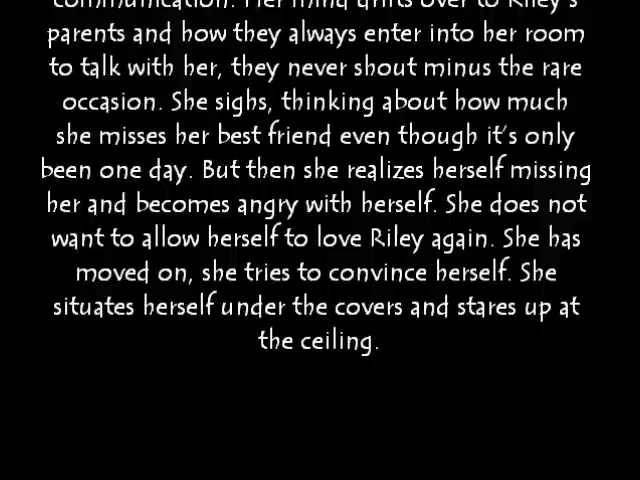 communication. Her mind drifts over to Riley's
parents and how they always enter into her room
to talk with her, they never shout minus the rare
occasion. She sighs, thinking about how much
she misses her best friend even though it's only
been one day. But then she realizes herself missing
her and becomes angry with herself. She does not
want to allow herself to love Riley again. She has
moved on, she tries to convince herself. She
situates herself under the covers and stares up at
the ceiling.